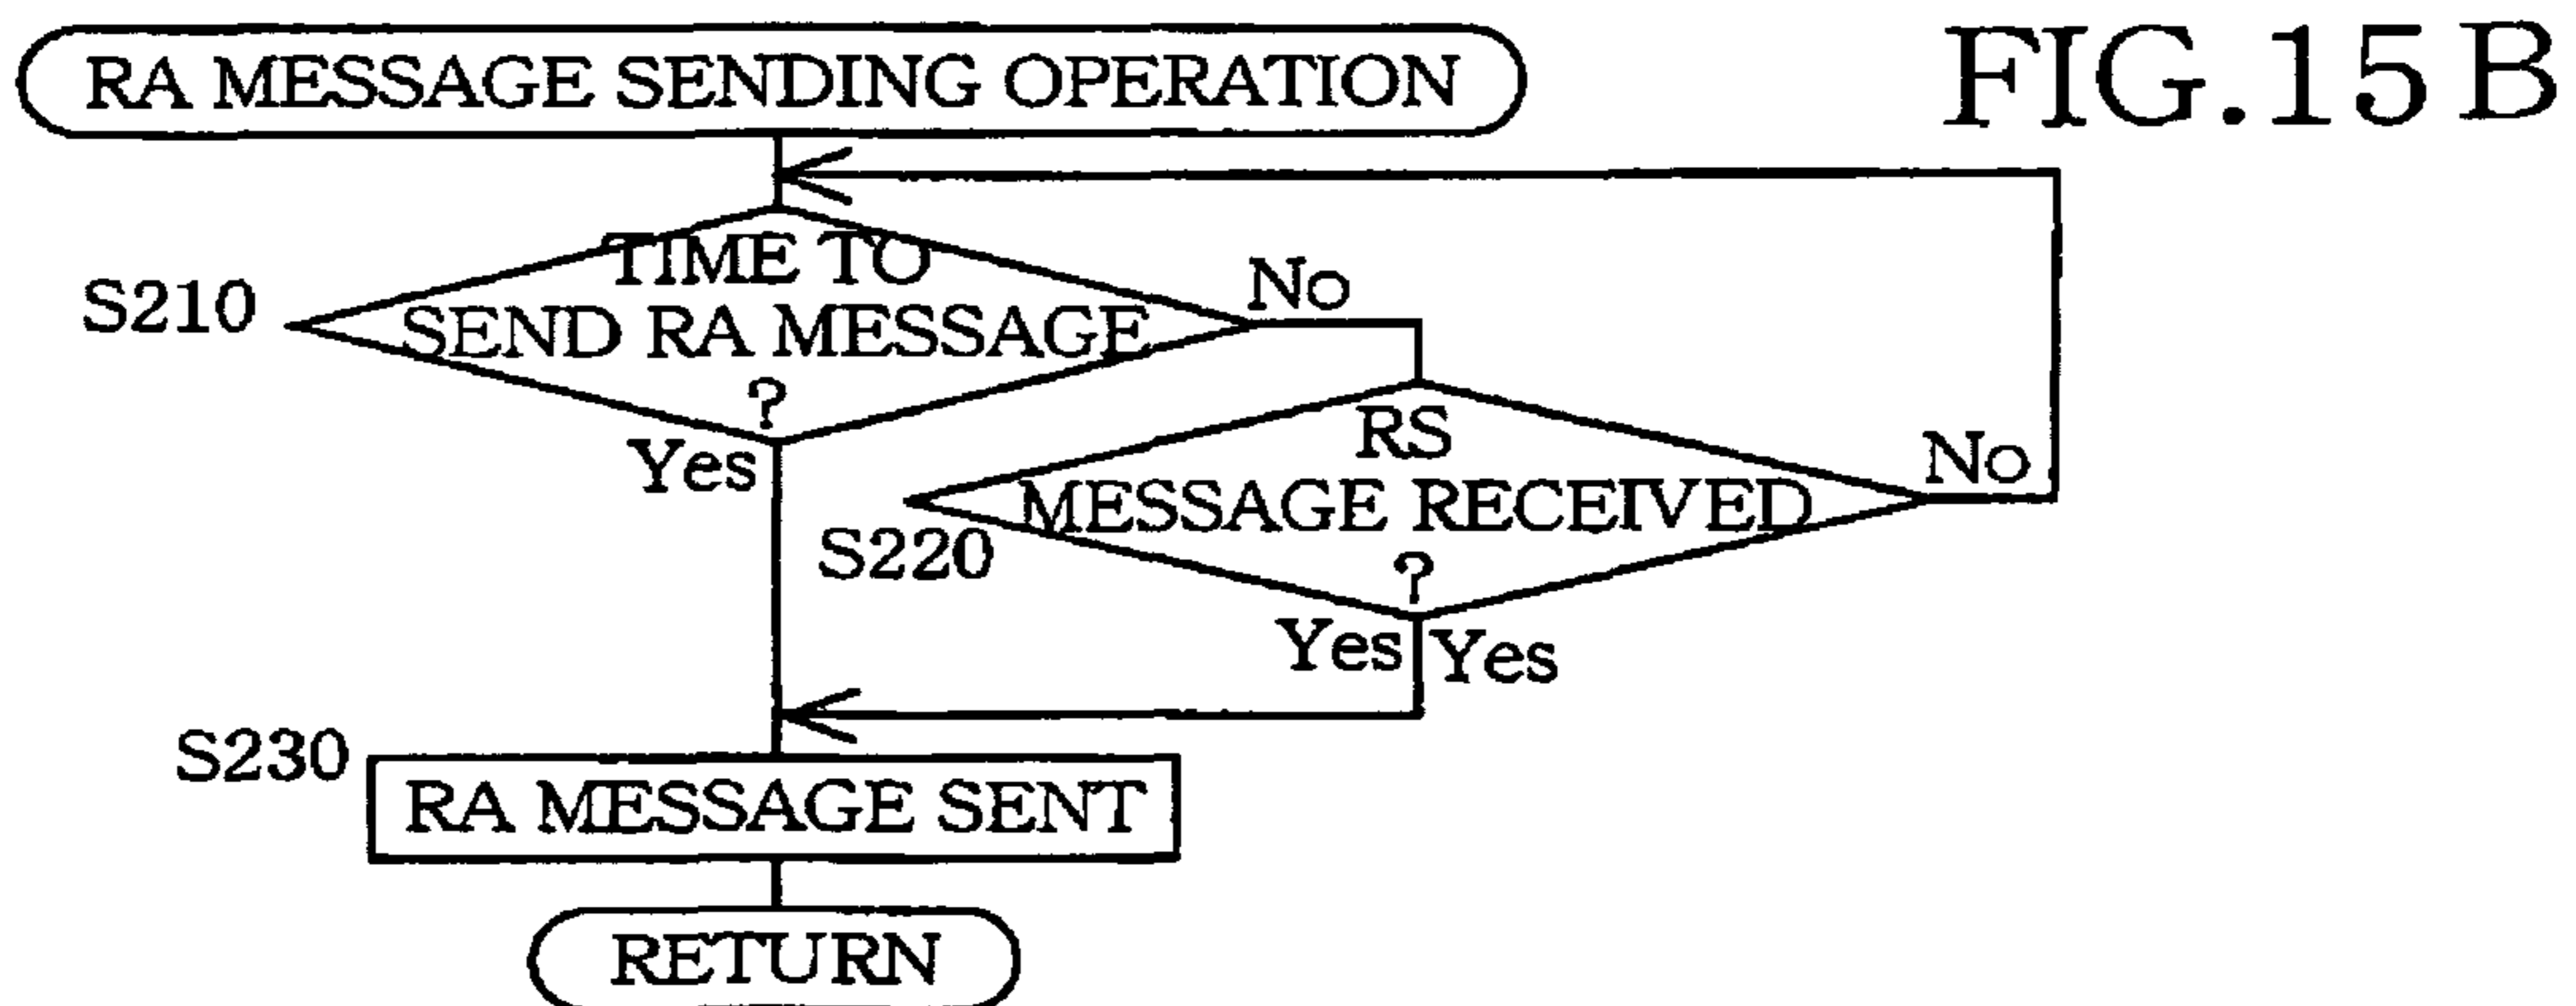 RA MESSAGE SENDING OPERATION
FIG.15 B
TIME TO
SEND RA MESSAGE
?
S210
No
Yes
RS
MESSAGE RECEIVED
?
S220
No
Yes Yes
S230
RA MESSAGE SENT
RETURN